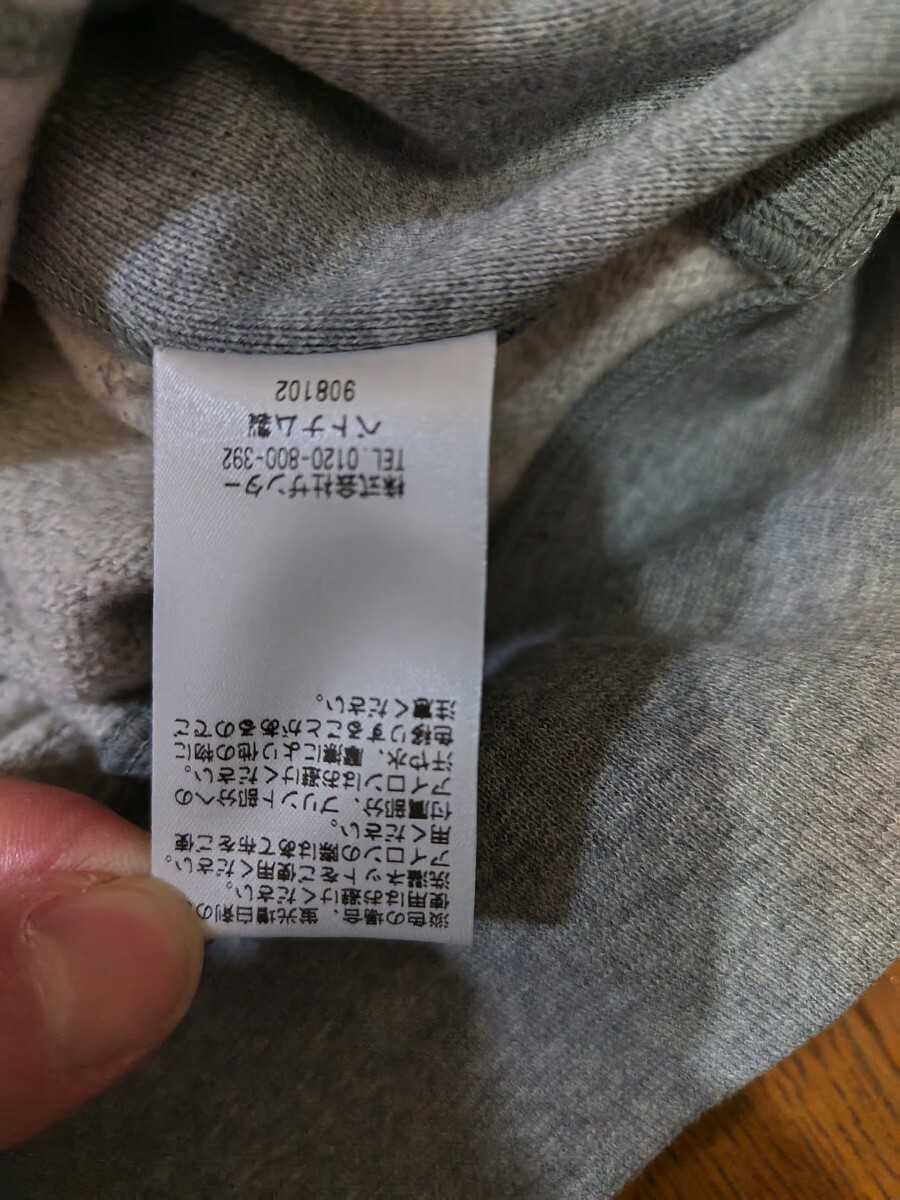 淡色の場合、蛍光増白剤の
使用はお避けください。
洗濯ネットをご使用ください。
アイロンの際はあて布をご使
用ください。
付属部分、プリント部分への
アイロンはお避けください。
汗や水、摩擦により他の物に
色移りすることがあるのでご
注意ください。
株式会社ザンター
TEL 0120-800-392
ベトナム製
908102